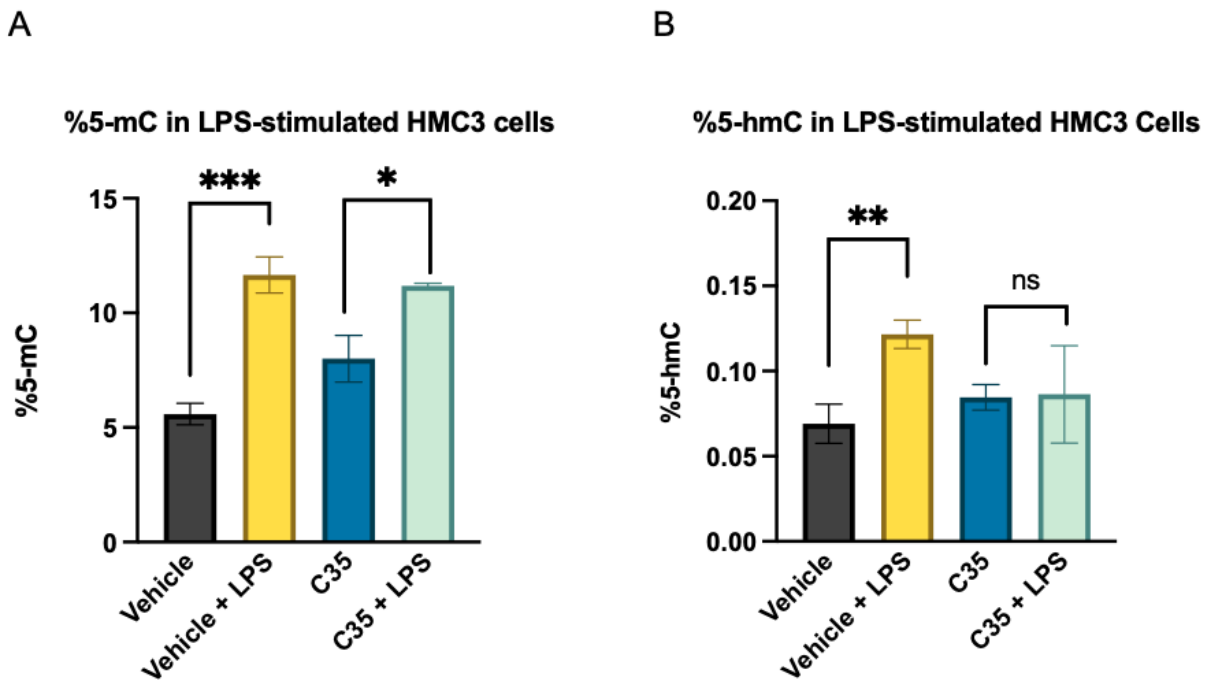 A
%5-mC in LPS-stimulated HMC3 cells
%5-mC
15
10
5
0
***
*
Vehicle
Vehicle + LPS
C35
C35 + LPS
B
%5-hmC in LPS-stimulated HMC3 Cells
%5-hmC
0.20
0.15
0.10
0.05
0.00
**
ns
Vehicle
Vehicle + LPS
C35
C35 + LPS